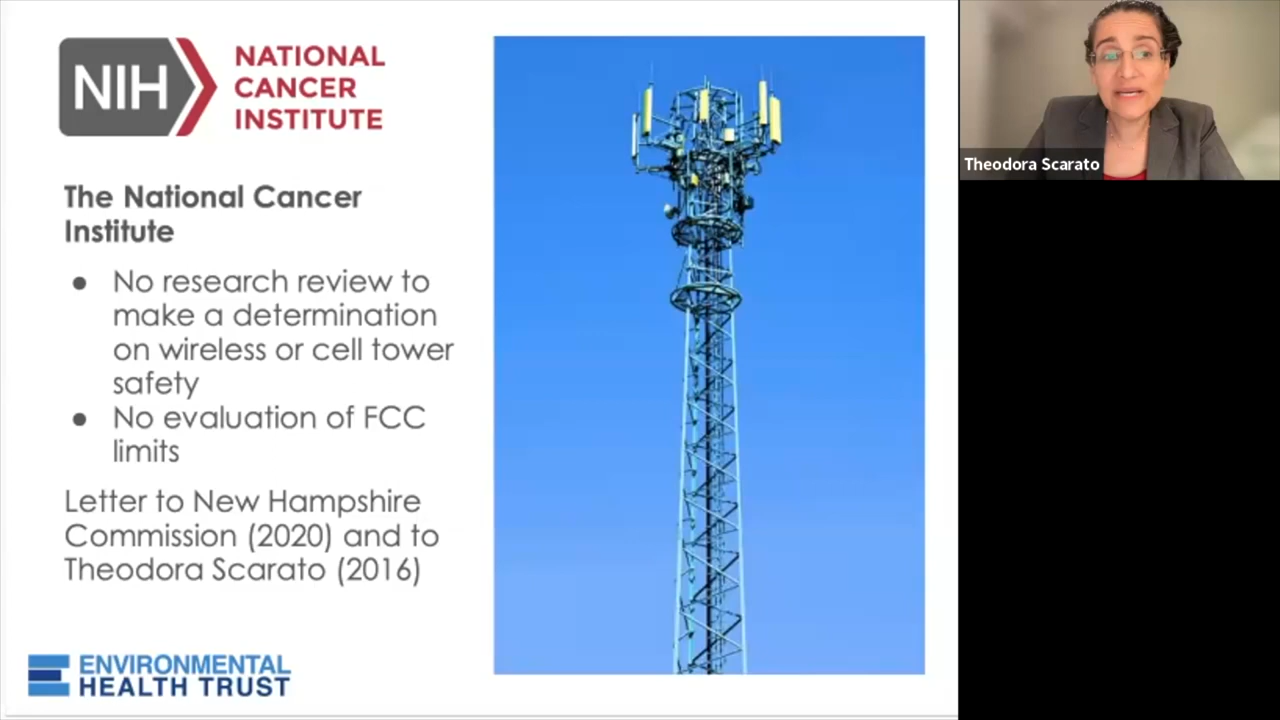 NIH
NATIONAL
CANCER
INSTITUTE
The National Cancer
Institute
● No research review to
make a determination
on wireless or cell tower
safety
● No evaluation of FCC
limits
Letter to New Hampshire
Commission (2020) and to
Theodora Scarato (2016)
ENVIRONMENTAL
HEALTH TRUST
Theodora Scarato